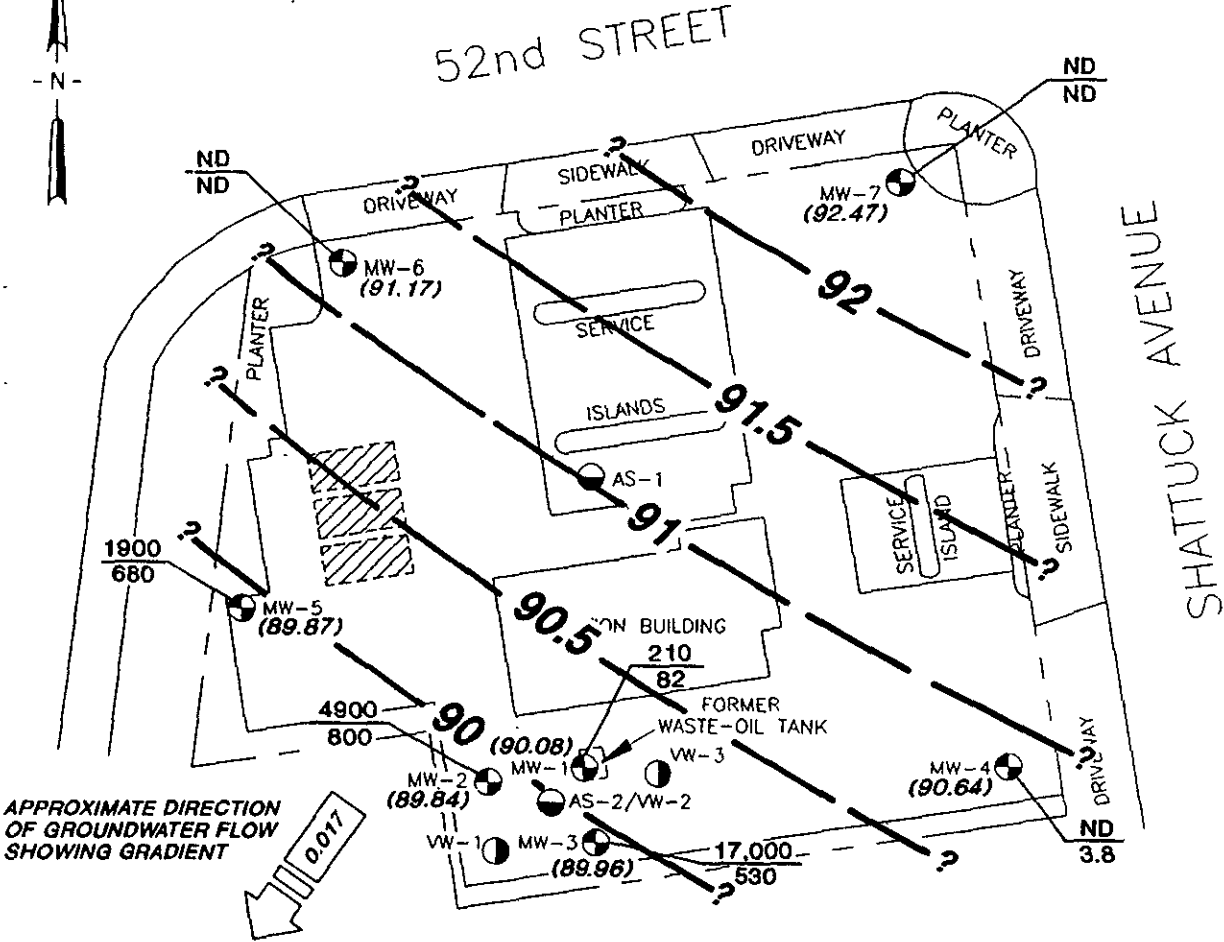 52nd STREET
- N -
ND
ND
PLANTER
DRIVEWAY
SIDEWALK
?
ND
ND
DRIVEWAY
?
PLANTER
MW-7
(92.47)
?
MW-6
(91.17)
92
SERVICE
PLANTER
DRIVEWAY
SHATTUCK AVENUE
?
?
ISLANDS
91.5
AS-1
91
SERVICE
ISLAND
PLANTER
SIDEWALK
?
?
1900
680
MW-5
(89.87)
90.5
ON BUILDING
210
82
FORMER
WASTE-OIL TANK
4900
800
90
(90.08)
MW-1
VW-3
MW-2
(89.84)
AS-2/VW-2
MW-4
(90.64)
DRIVEWAY
?
APPROXIMATE DIRECTION
OF GROUNDWATER FLOW
SHOWING GRADIENT
0.017
VW-1
MW-3
(89.96)
17,000
530
ND
3.8
?
?